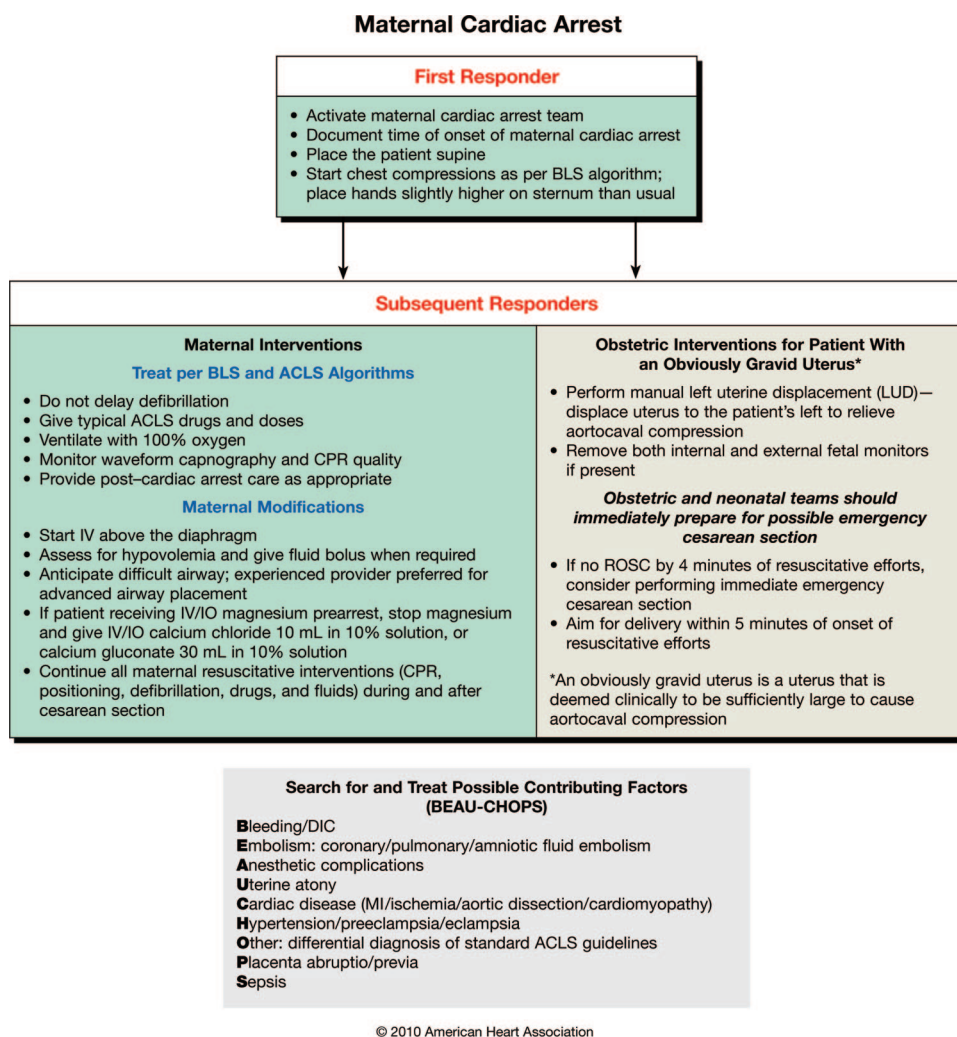 Maternal Cardiac Arrest
First Responder
• Activate maternal cardiac arrest team
• Document time of onset of maternal cardiac arrest
• Place the patient supine
• Start chest compressions as per BLS algorithm;
place hands slightly higher on sternum than usual
Subsequent Responders
Maternal Interventions
Treat per BLS and ACLS Algorithms
• Do not delay defibrillation
• Give typical ACLS drugs and doses
• Ventilate with 100% oxygen
• Monitor waveform capnography and CPR quality
• Provide post–cardiac arrest care as appropriate
Maternal Modifications
• Start IV above the diaphragm
• Assess for hypovolemia and give fluid bolus when required
• Anticipate difficult airway; experienced provider preferred for
advanced airway placement
• If patient receiving IV/IO magnesium prearrest, stop magnesium
and give IV/IO calcium chloride 10 mL in 10% solution, or
calcium gluconate 30 mL in 10% solution
• Continue all maternal resuscitative interventions (CPR,
positioning, defibrillation, drugs, and fluids) during and after
cesarean section
Obstetric Interventions for Patient With
an Obviously Gravid Uterus*
• Perform manual left uterine displacement (LUD)—
displace uterus to the patient's left to relieve
aortocaval compression
• Remove both internal and external fetal monitors
if present
Obstetric and neonatal teams should
immediately prepare for possible emergency
cesarean section
• If no ROSC by 4 minutes of resuscitative efforts,
consider performing immediate emergency
cesarean section
• Aim for delivery within 5 minutes of onset of
resuscitative efforts
*An obviously gravid uterus is a uterus that is
deemed clinically to be sufficiently large to cause
aortocaval compression
Search for and Treat Possible Contributing Factors
(BEAU-CHOPS)
Bleeding/DIC
Embolism: coronary/pulmonary/amniotic fluid embolism
Anesthetic complications
Uterine atony
Cardiac disease (MI/ischemia/aortic dissection/cardiomyopathy)
Hypertension/preeclampsia/eclampsia
Other: differential diagnosis of standard ACLS guidelines
Placenta abruptio/previa
Sepsis
© 2010 American Heart Association